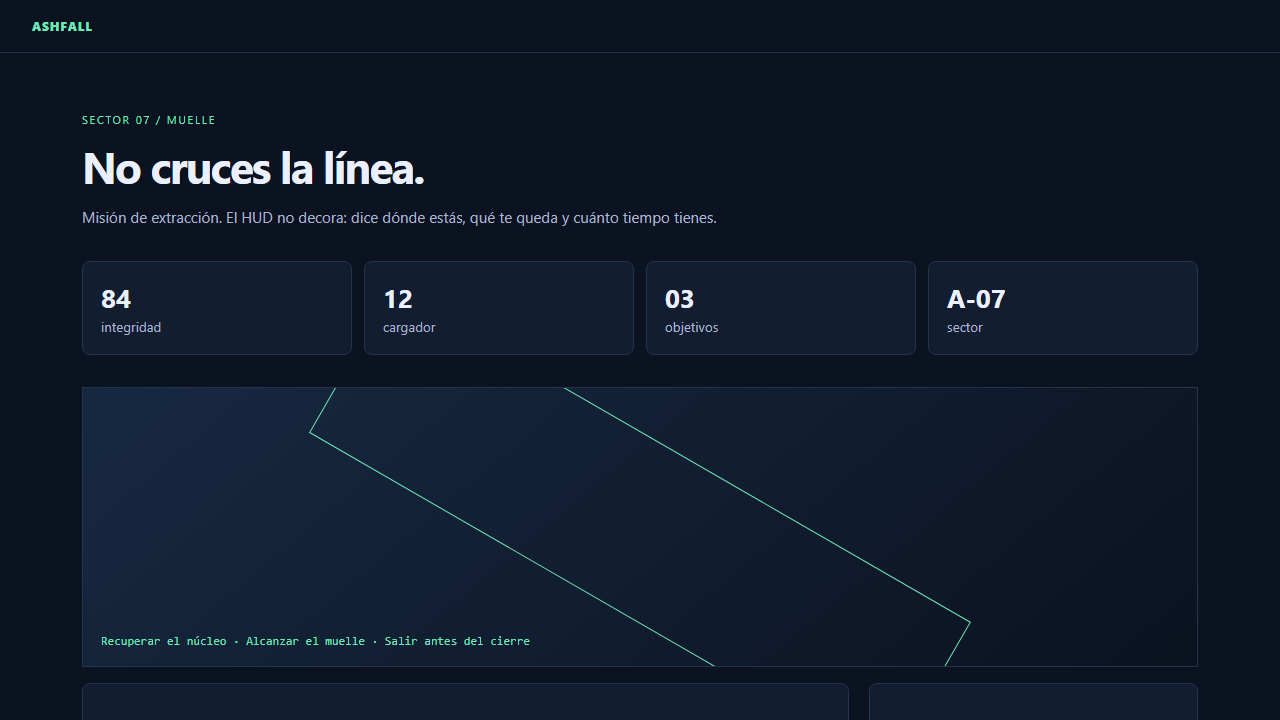 ASHFALL
SECTOR 07 / MUELLE
No cruces la línea.
Misión de extracción. El HUD no decora: dice dónde estás, qué te queda y cuánto tiempo tienes.
84
integridad
12
cargador
03
objetivos
A-07
sector
Recuperar el núcleo · Alcanzar el muelle · Salir antes del cierre